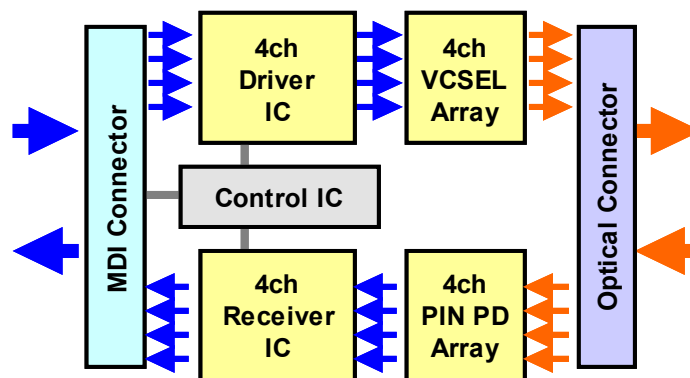 4ch
Driver
IC
4ch
VCSEL
Array
MDI Connector
Control IC
Optical Connector
4ch
Receiver
IC
4ch
PIN PD
Array